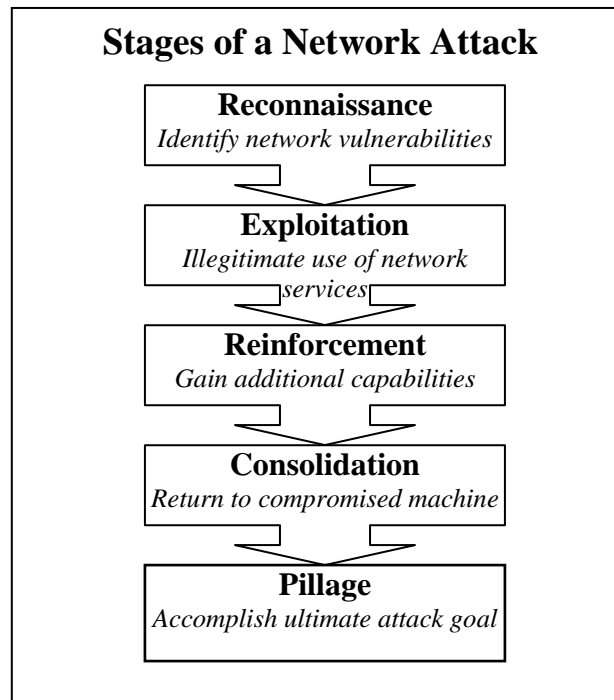 Stages of a Network Attack
Reconnaissance
Identify network vulnerabilities
Exploitation
Illegitimate use of network
services
Reinforcement
Gain additional capabilities
Consolidation
Return to compromised machine
Pillage
Accomplish ultimate attack goal